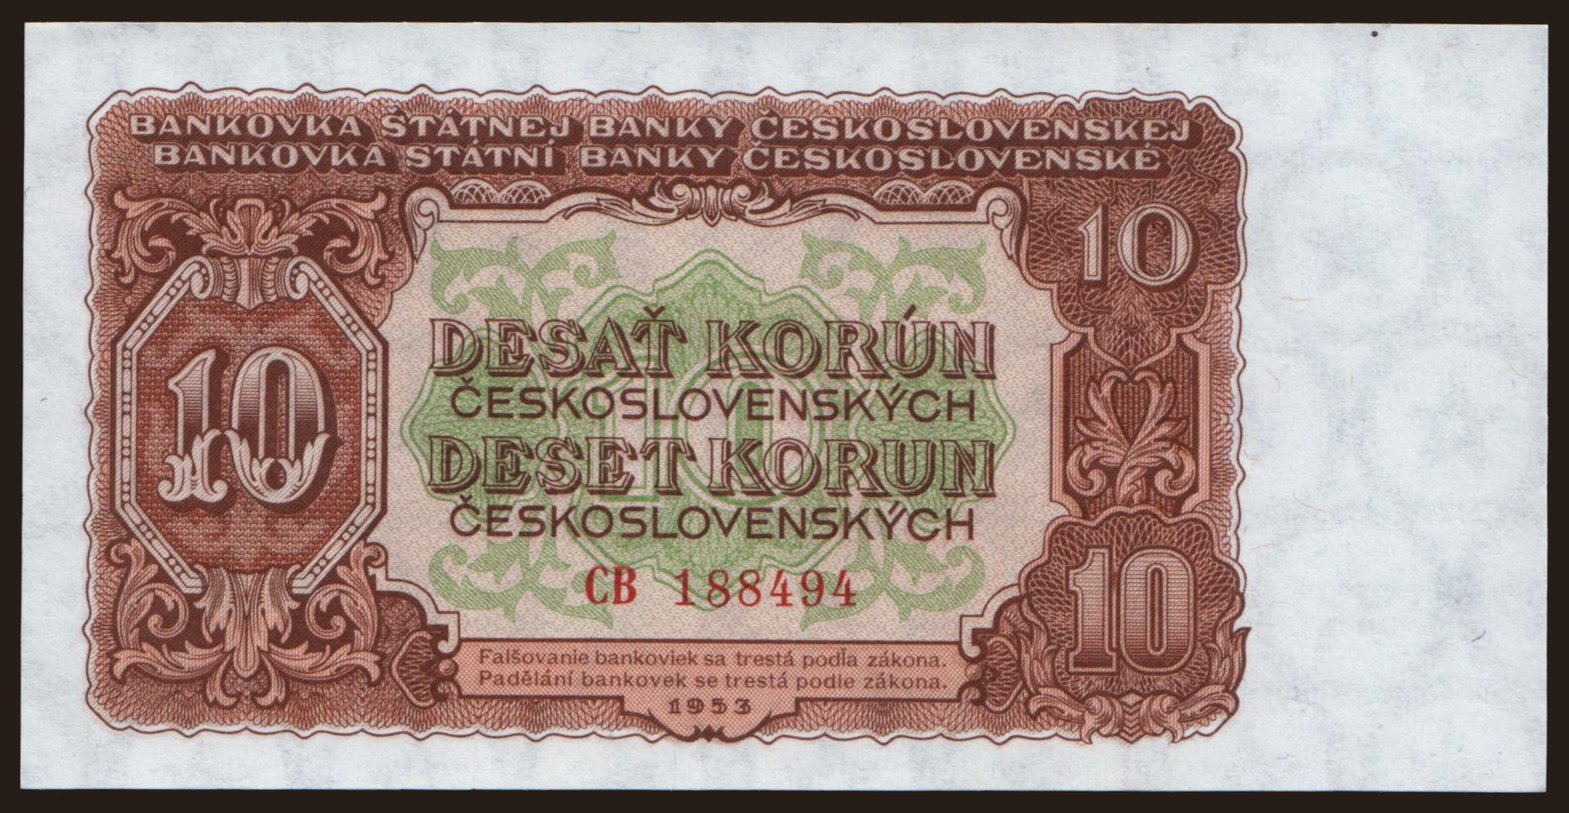 BANKOVKA ŠTÁTNEJ BANKY ČESKOSLOVENSKEJ
BANKOVKA STÁTNÍ BANKY ČESKOSLOVENSKÉ
10
10
DESAŤ KORÚN
ČESKOSLOVENSKÝCH
10
DESET KORUN
ČESKOSLOVENSKÝCH
CB 188494
10
Falšovanie bankoviek sa trestá podľa zákona.
Padělání bankovek se trestá podle zákona.
1953